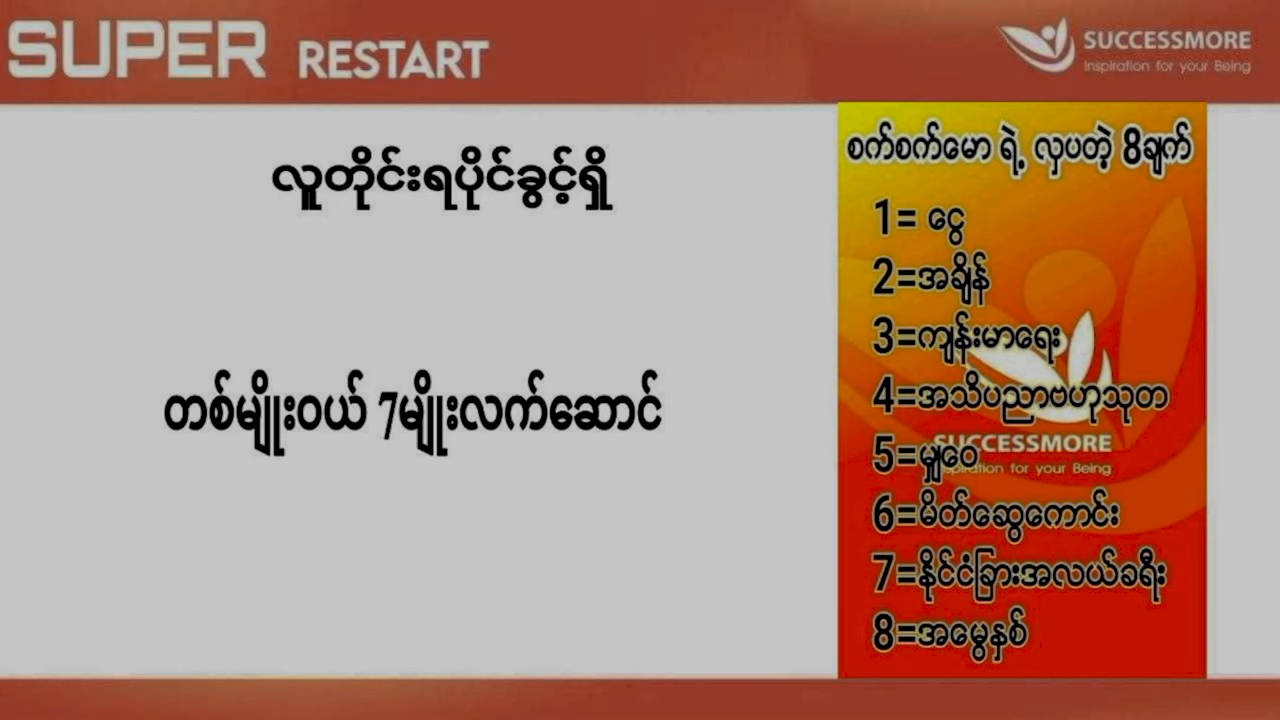 SUPER RESTART
SUCCESSMORE
Inspiration for your Being
လူတိုင်းရပိုင်ခွင့်ရှိ
တစ်မျိုးဝယ် 7မျိုးလက်ဆောင်
စက်စက်မော ရဲ့ လှပတဲ့ 8ချက်
1= ငွေ
2=အချိန်
3=ကျန်းမာရေး
4=အသိပညာဗဟုသုတ
SUCCESSMORE
5=မျှဝေ
Inspiration for your Being
6=မိတ်ဆွေကောင်း
7=နိုင်ငံခြားအလယ်ခရီး
8=အမွေနှစ်